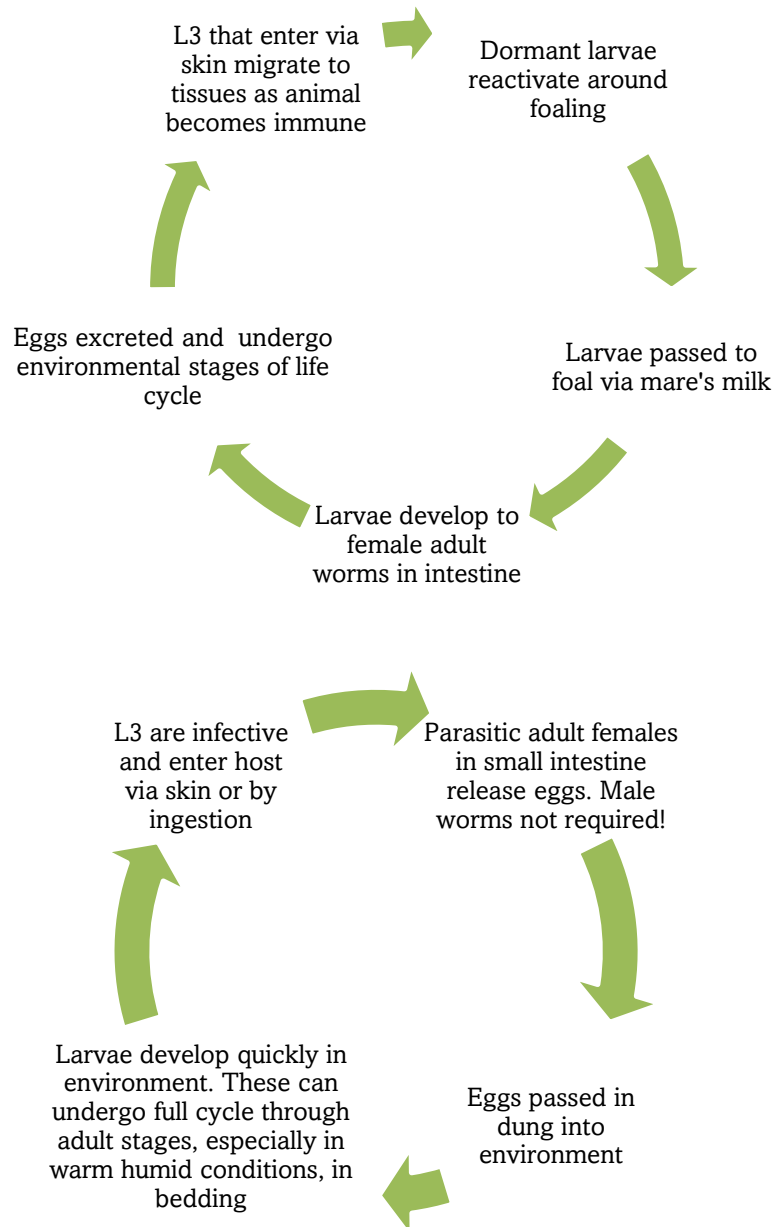 L3 that enter via
skin migrate to
tissues as animal
becomes immune
Dormant larvae
reactivate around
foaling
Larvae passed to
foal via mare's milk
Larvae develop to
female adult
worms in intestine
Eggs excreted and  undergo
environmental stages of life
cycle
L3 are infective
and enter host
via skin or by
ingestion
Parasitic adult females
in small intestine
release eggs. Male
worms not required!
Eggs passed in
dung into
environment
Larvae develop quickly in
environment. These can
undergo full cycle through
adult stages, especially in
warm humid conditions, in
bedding